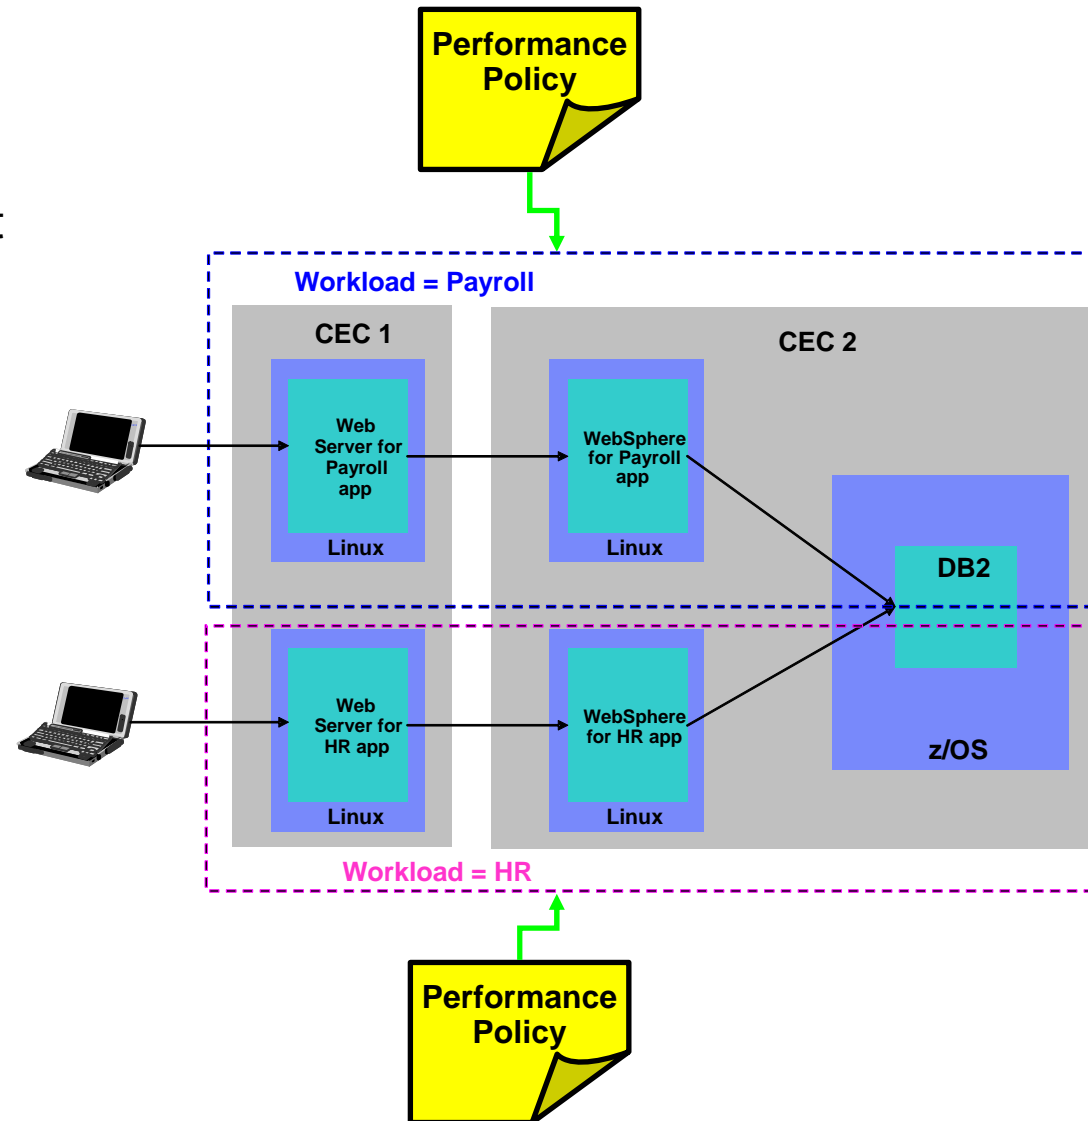 Performance
Policy
Workload = Payroll
CEC 1
CEC 2
Web
Server for
Payroll
app
Linux
WebSphere
for Payroll
app
Linux
DB2
z/OS
Web
Server for
HR app
Linux
WebSphere
for HR app
Linux
Workload = HR
Performance
Policy